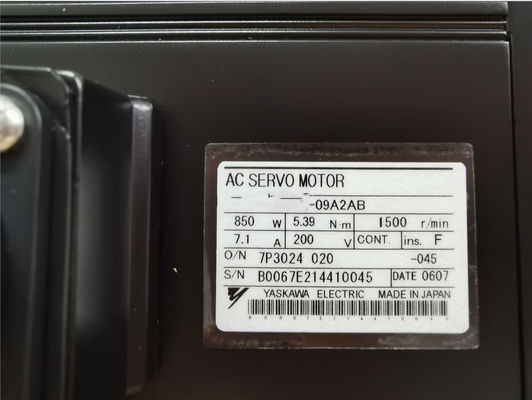 AC SERVO MOTOR
-09A2AB
850 W 5.39 N·m 1500 r/min
7.1 A 200 V CONT. ins. F
O/N 7P3024 020 -045
S/N B0067E214410045 DATE 0607
YASKAWA ELECTRIC MADE IN JAPAN